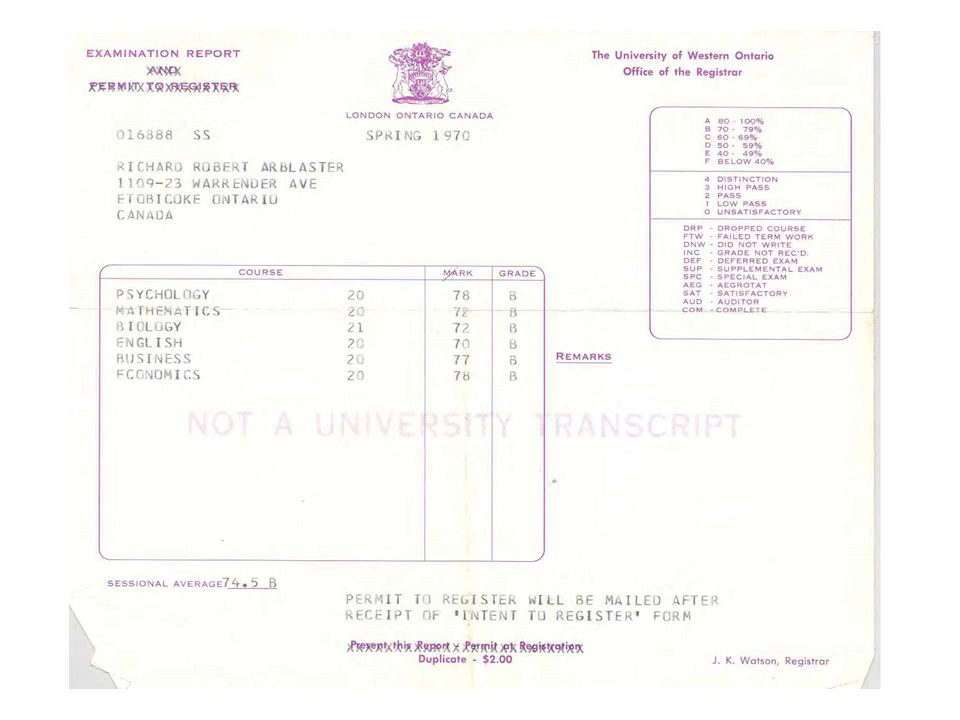 EXAMINATION REPORT
AND
PERMIT TO REGISTER
LONDON ONTARIO CANADA
The University of Western Ontario
Office of the Registrar
016888 SS SPRING 1970
RICHARD ROBERT ARBLASTER
1109-23 WARRENDER AVE
ETOBICOKE ONTARIO
CANADA
A 80 - 100%
B 70 - 79%
C 60 - 69%
D 50 - 59%
E 40 - 49%
F BELOW 40%
4 DISTINCTION
3 HIGH PASS
2 PASS
1 LOW PASS
0 UNSATISFACTORY
DRP - DROPPED COURSE
FTW - FAILED TERM WORK
DNW - DID NOT WRITE
INC - GRADE NOT REC'D.
DEF - DEFERRED EXAM
SUP - SUPPLEMENTAL EXAM
SPC - SPECIAL EXAM
AEG - AEGROTAT
SAT - SATISFACTORY
AUD - AUDITOR
COM - COMPLETE
COURSE MARK GRADE
PSYCHOLOGY 20 78 B
MATHEMATICS 20 72 B
BIOLOGY 21 72 B
ENGLISH 20 70 B
BUSINESS 20 77 B
ECONOMICS 20 78 B
REMARKS
NOT A UNIVERSITY TRANSCRIPT
SESSIONAL AVERAGE 74.5 B
PERMIT TO REGISTER WILL BE MAILED AFTER
RECEIPT OF 'INTENT TO REGISTER' FORM
Present this Report - Permit at Registration
Duplicate - $2.00
J. K. Watson, Registrar